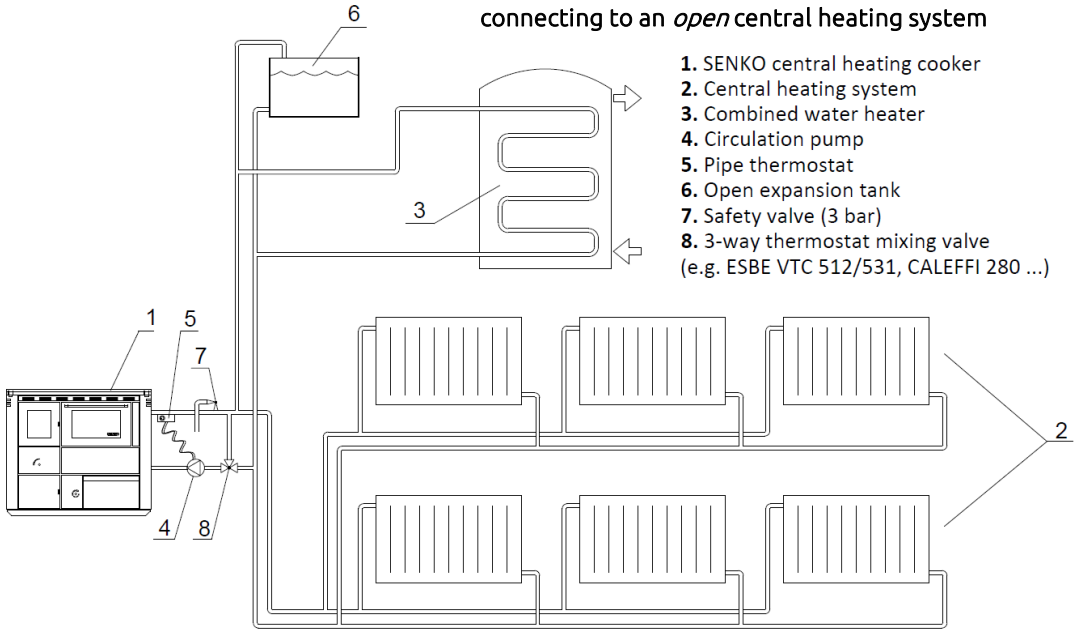 connecting to an open central heating system
6
1. SENKO central heating cooker
2. Central heating system
3. Combined water heater
4. Circulation pump
5. Pipe thermostat
6. Open expansion tank
7. Safety valve (3 bar)
8. 3-way thermostat mixing valve
(e.g. ESBE VTC 512/531, CALEFFI 280 ...)
3
1
5
7
2
4
8